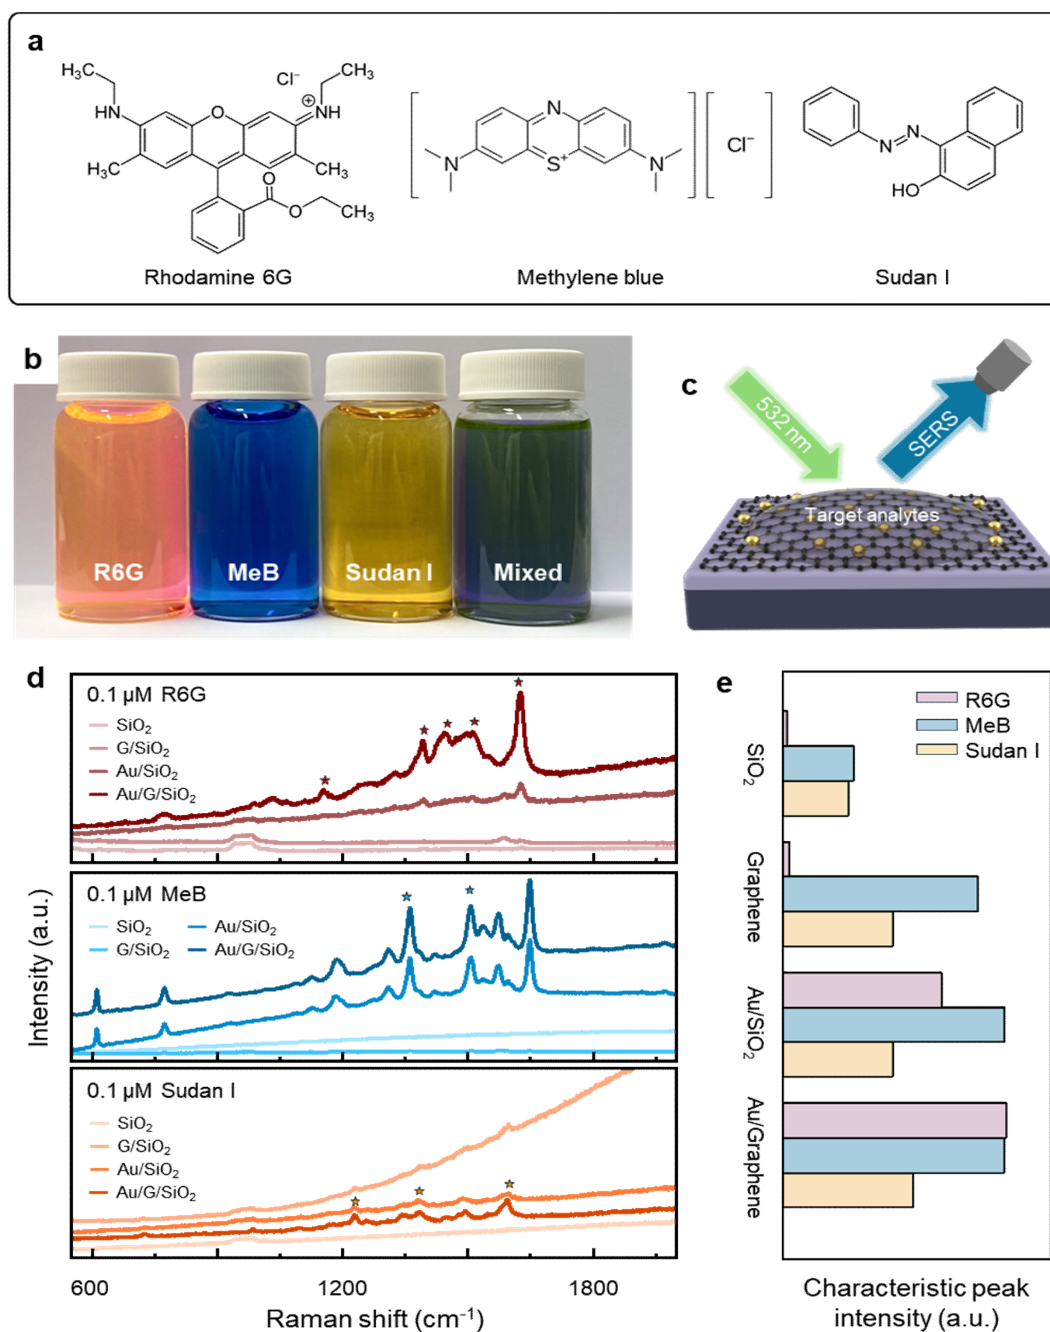 a
H₃C
CH₃
Cl⁻
HN
O
⊕
NH
H₃C
CH₃
O
O
CH₃
Rhodamine 6G
N
N
S⁺
N
Cl⁻
Methylene blue
N
N
HO
Sudan I
b
R6G
MeB
Sudan I
Mixed
c
532 nm
SERS
Target analytes
d
0.1 µM R6G
SiO₂
G/SiO₂
Au/SiO₂
Au/G/SiO₂
0.1 µM MeB
SiO₂
Au/SiO₂
G/SiO₂
Au/G/SiO₂
0.1 µM Sudan I
SiO₂
G/SiO₂
Au/SiO₂
Au/G/SiO₂
Intensity (a.u.)
600
1200
1800
Raman shift (cm⁻¹)
e
R6G
MeB
Sudan I
SiO₂
Graphene
Au/SiO₂
Au/Graphene
Characteristic peak
intensity (a.u.)